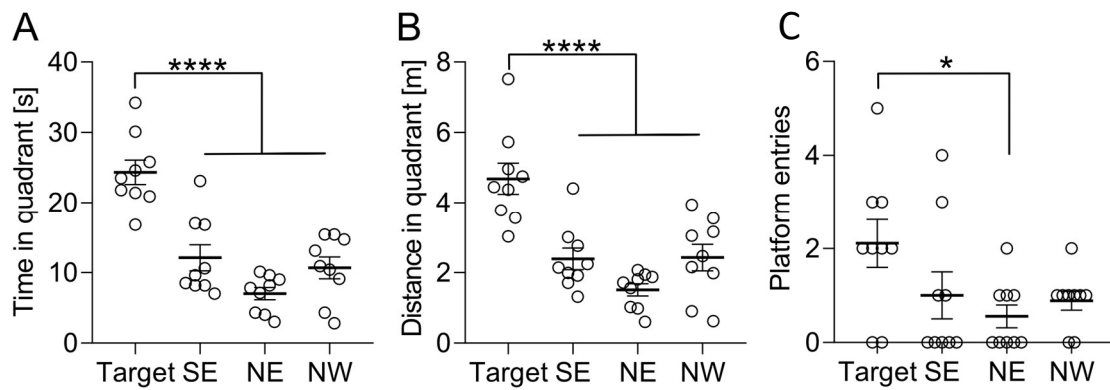 A
B
C
Time in quadrant [s]
40
30
20
10
0
****
Target SE NE NW
Distance in quadrant [m]
8
6
4
2
0
****
Target SE NE NW
Platform entries
6
4
2
0
*
Target SE NE NW